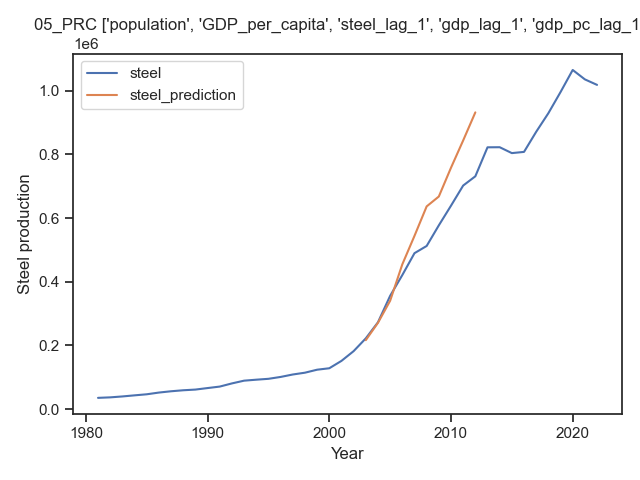 05_PRC ['population', 'GDP_per_capita', 'steel_lag_1', 'gdp_lag_1', 'gdp_pc_lag_1
1e6
steel
steel_prediction
1.0
0.8
0.6
0.4
0.2
0.0
Steel production
1980 1990 2000 2010 2020
Year